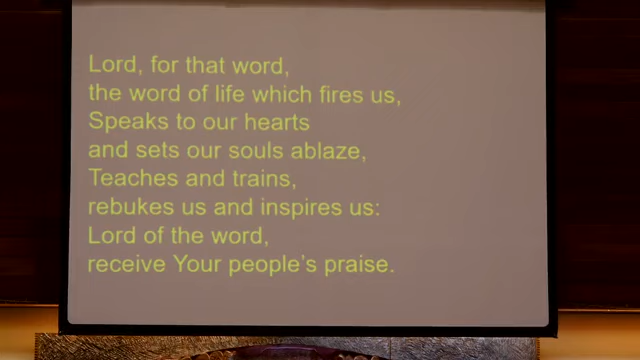 Lord, for that word,
the word of life which fires us,
Speaks to our hearts
and sets our souls ablaze,
Teaches and trains,
rebukes us and inspires us:
Lord of the word,
receive Your people's praise.